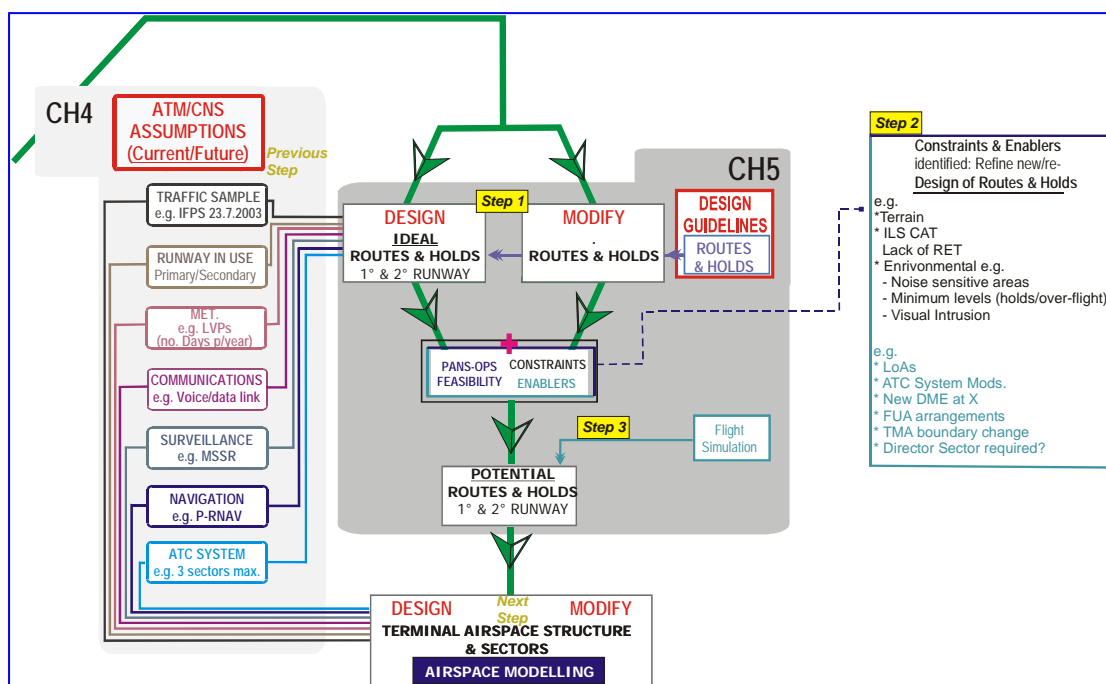 CH4
ATM/CNS
ASSUMPTIONS
(Current/Future)
Previous
Step
TRAFFIC SAMPLE
e.g. IFPS 23.7.2003
RUNWAY IN USE
Primary/Secondary
MET.
e.g. LVPs
(no. Days p/year)
COMMUNICATIONS
e.g. Voice/data link
SURVEILLANCE
e.g. MSSR
NAVIGATION
e.g. P-RNAV
ATC SYSTEM
e.g. 3 sectors max.
CH5
Step 1
DESIGN
IDEAL
ROUTES & HOLDS
1° & 2° RUNWAY
MODIFY
.
ROUTES & HOLDS
DESIGN
GUIDELINES
ROUTES
& HOLDS
PANS-OPS
FEASIBILITY
CONSTRAINTS
ENABLERS
Step 3
Flight
Simulation
POTENTIAL
ROUTES & HOLDS
1° & 2° RUNWAY
Next
Step
DESIGN
MODIFY
TERMINAL AIRSPACE STRUCTURE
& SECTORS
AIRSPACE MODELLING
Step 2
Constraints & Enablers
identified: Refine new/re-
Design of Routes & Holds
e.g.
*Terrain
* ILS CAT
Lack of RET
* Enrivonmental e.g.
- Noise sensitive areas
- Minimum levels (holds/over-flight)
- Visual Intrusion
e.g.
* LoAs
* ATC System Mods.
* New DME at X
* FUA arrangements
* TMA boundary change
* Director Sector required?